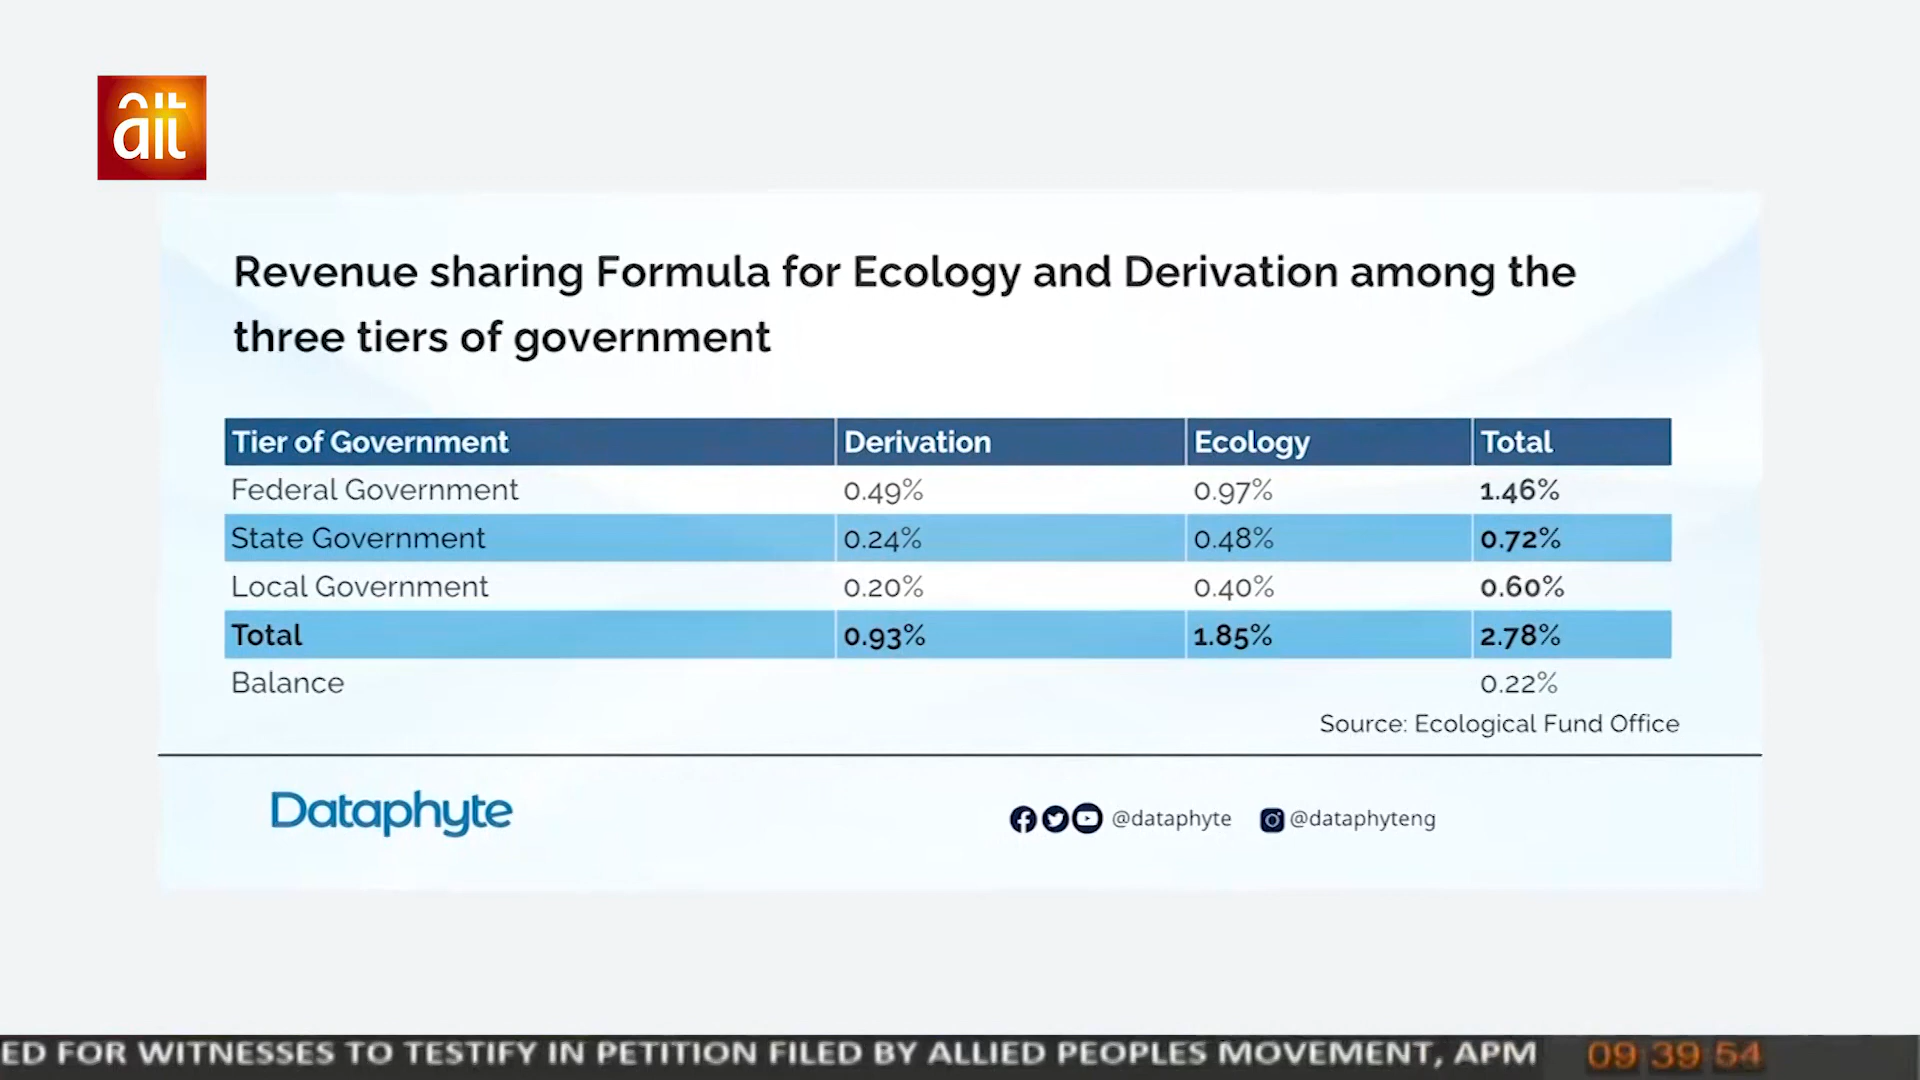 ait
Revenue sharing Formula for Ecology and Derivation among the
three tiers of government
Tier of Government Derivation Ecology Total
Federal Government 0.49% 0.97% 1.46%
State Government 0.24% 0.48% 0.72%
Local Government 0.20% 0.40% 0.60%
Total 0.93% 1.85% 2.78%
Balance 0.22%
Source: Ecological Fund Office
Dataphyte @dataphyte @dataphyteng
ED FOR WITNESSES TO TESTIFY IN PETITION FILED BY ALLIED PEOPLES MOVEMENT, APM 09 39 54